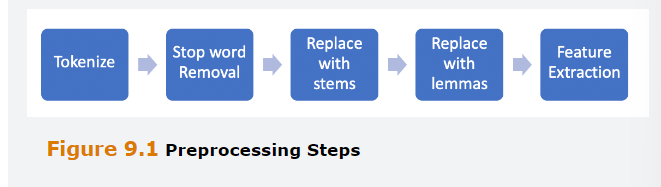 Tokenize
Stop word
Removal
Replace
with
stems
Replace
with
lemmas
Feature
Extraction
Figure 9.1 Preprocessing Steps